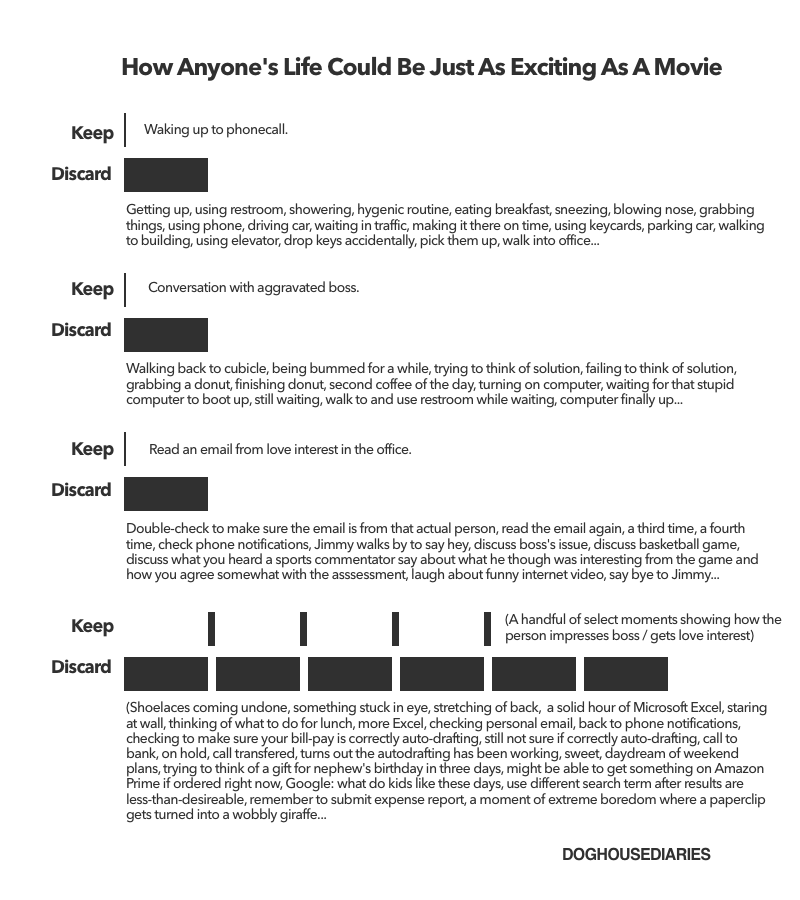 How Anyone's Life Could Be Just As Exciting As A Movie
Keep
Waking up to phonecall.
Discard
Getting up, using restroom, showering, hygenic routine, eating breakfast, sneezing, blowing nose, grabbing
things, using phone, driving car, waiting in traffic, making it there on time, using keycards, parking car, walking
to building, using elevator, drop keys accidentally, pick them up, walk into office...
Keep
Conversation with aggravated boss.
Discard
Walking back to cubicle, being bummed for a while, trying to think of solution, failing to think of solution,
grabbing a donut, finishing donut, second coffee of the day, turning on computer, waiting for that stupid
computer to boot up, still waiting, walk to and use restroom while waiting, computer finally up...
Keep
Read an email from love interest in the office.
Discard
Double-check to make sure the email is from that actual person, read the email again, a third time, a fourth
time, check phone notifications, Jimmy walks by to say hey, discuss boss's issue, discuss basketball game,
discuss what you heard a sports commentator say about what he though was interesting from the game and
how you agree somewhat with the asssessment, laugh about funny internet video, say bye to Jimmy...
Keep
(A handful of select moments showing how the
person impresses boss / gets love interest)
Discard
(Shoelaces coming undone, something stuck in eye, stretching of back, a solid hour of Microsoft Excel, staring
at wall, thinking of what to do for lunch, more Excel, checking personal email, back to phone notifications,
checking to make sure your bill-pay is correctly auto-drafting, still not sure if correctly auto-drafting, call to
bank, on hold, call transfered, turns out the autodrafting has been working, sweet, daydream of weekend
plans, trying to think of a gift for nephew's birthday in three days, might be able to get something on Amazon
Prime if ordered right now, Google: what do kids like these days, use different search term after results are
less-than-desireable, remember to submit expense report, a moment of extreme boredom where a paperclip
gets turned into a wobbly giraffe...
DOGHOUSEDIARIES